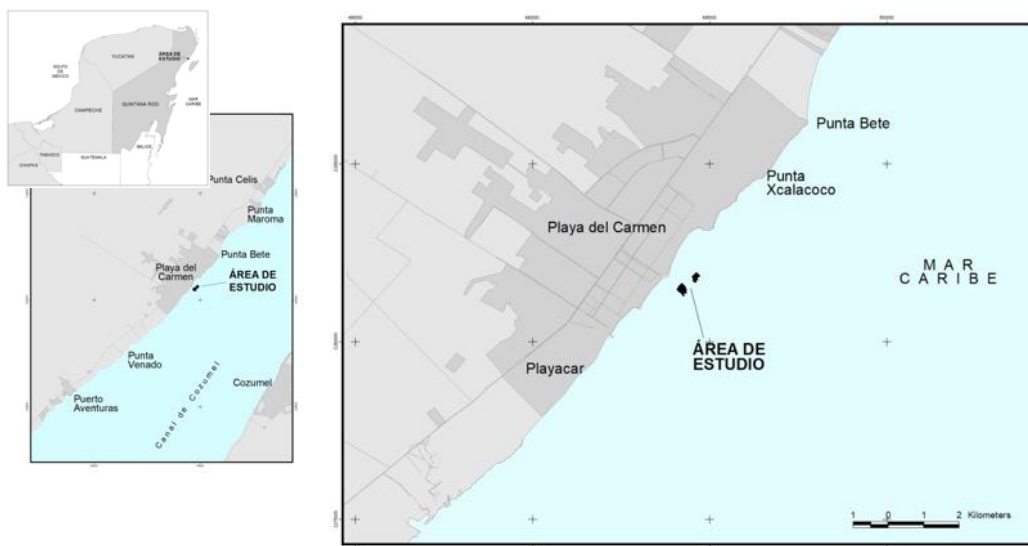 YUCATAN
ÁREA DE
ESTUDIO
GOLFO
DE
MÉXICO
CAMPECHE
QUINTANA ROO
MAR
CARIBE
TABASCO
BELICE
GUATEMALA
CHIAPAS
Punta Celis
Punta
Maroma
Punta Bete
Playa del
Carmen
ÁREA DE
ESTUDIO
Punta
Venado
Cozumel
Puerto
Aventuras
Canal de Cozumel
Punta Bete
Punta
Xcalacoco
Playa del Carmen
MAR
CARIBE
ÁREA DE
ESTUDIO
Playacar
1 0 1 2 Kilometers